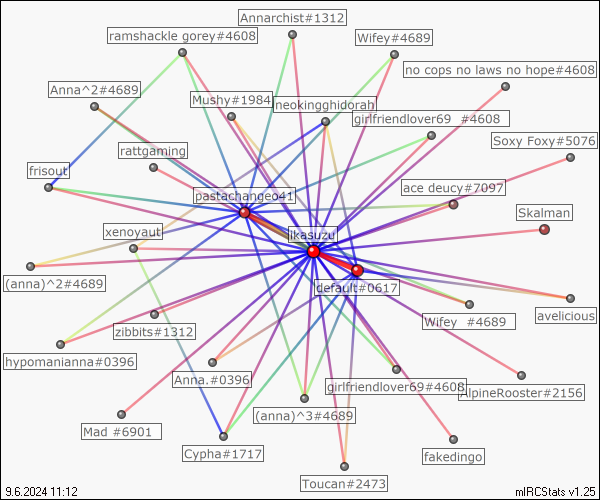 Annarchist#1312
ramshackle gorey#4608
Wifey#4689
no cops no laws no hope#4608
Anna^2#4689
Mushy#1984
neokingghidorah
girlfriendlover69__#4608
Soxy Foxy#5076
rattgaming
frisout
ace deucy#7097
pastachangeo41
Skalman
xenoyaut
jkasuzu
(anna)^2#4689
default#0617
avelicious
zibbits#1312
Wifey__#4689
hypomanianna#0396
Anna.#0396
girlfriendlover69#4608
AlpineRooster#2156
(anna)^3#4689
Mad #6901
Cypha#1717
fakedingo
Toucan#2473
9.6.2024 11:12
mIRCStats v1.25